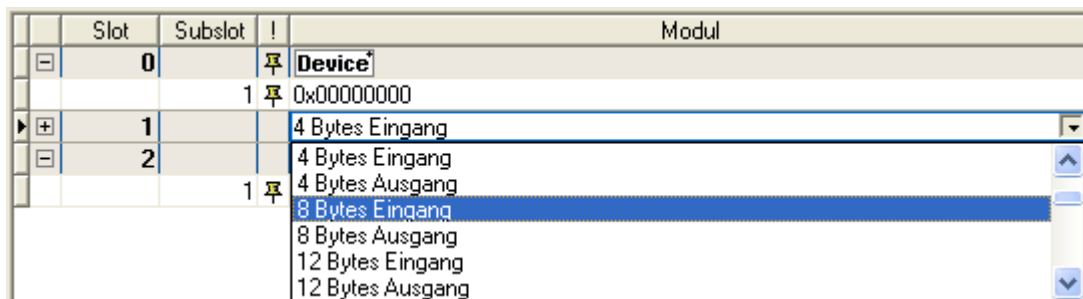 Slot Subslot ! Modul
0 Device+
1 0x00000000
1 4 Bytes Eingang
2 4 Bytes Eingang
1 4 Bytes Ausgang
8 Bytes Eingang
8 Bytes Ausgang
12 Bytes Eingang
12 Bytes Ausgang